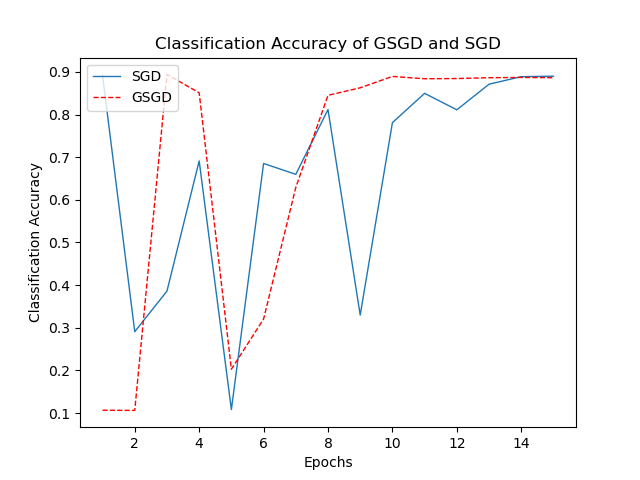 Classification Accuracy of GSGD and SGD
SGD
GSGD
Classification Accuracy
0.9
0.8
0.7
0.6
0.5
0.4
0.3
0.2
0.1
2 4 6 8 10 12 14
Epochs